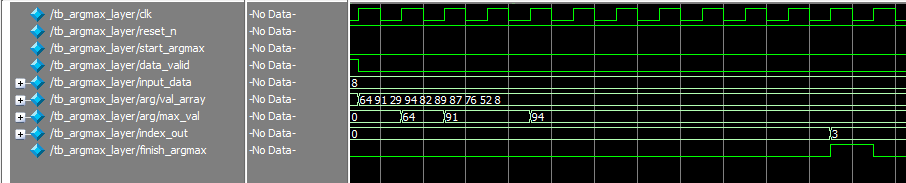 /tb_argmax_layer/clk -No Data-
/tb_argmax_layer/reset_n -No Data-
/tb_argmax_layer/start_argmax -No Data-
/tb_argmax_layer/data_valid -No Data-
/tb_argmax_layer/input_data -No Data- 8
/tb_argmax_layer/arg/val_array -No Data- 64 91 29 94 82 89 87 76 52 8
/tb_argmax_layer/arg/max_val -No Data- 0 64 91 94
/tb_argmax_layer/index_out -No Data- 0 3
/tb_argmax_layer/finish_argmax -No Data-